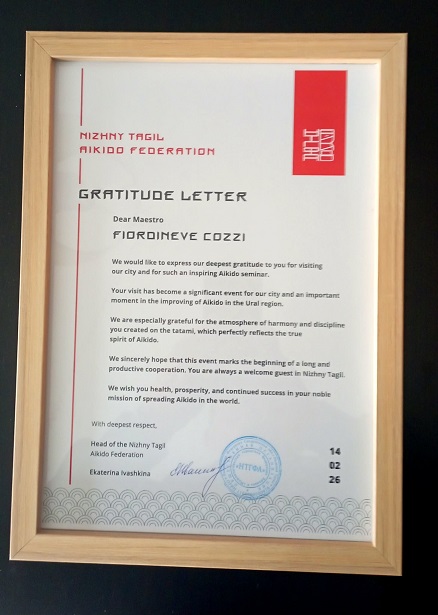 NIZHNY TAGIL
AIKIDO FEDERATION
GRATITUDE LETTER
Dear Maestro
FIORDINEVE COZZI
We would like to express our deepest gratitude to you for visiting
our city and for such an inspiring Aikido seminar.
Your visit has become a significant event for our city and an important
moment in the improving of Aikido in the Ural region.
We are especially grateful for the atmosphere of harmony and discipline
you created on the tatami, which perfectly reflects the true
spirit of Aikido.
We sincerely hope that this event marks the beginning of a long and
productive cooperation. You are always a welcome guest in Nizhny Tagil.
We wish you health, prosperity, and continued success in your noble
mission of spreading Aikido in the world.
With deepest respect,
Head of the Nizhny Tagil
Aikido Federation
Ekaterina Ivashkina
«НТГФА»
14
02
26